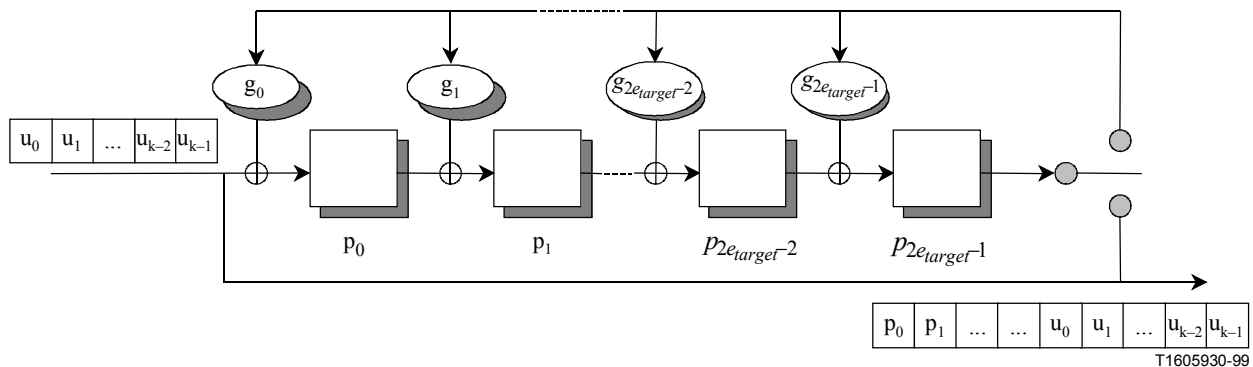 g0 g1 g2etarget–2 g2etarget–1
u0 u1 ... uk–2 uk–1
p0 p1 p2etarget–2 p2etarget–1
p0 p1 ... ... u0 u1 ... uk–2 uk–1
T1605930-99